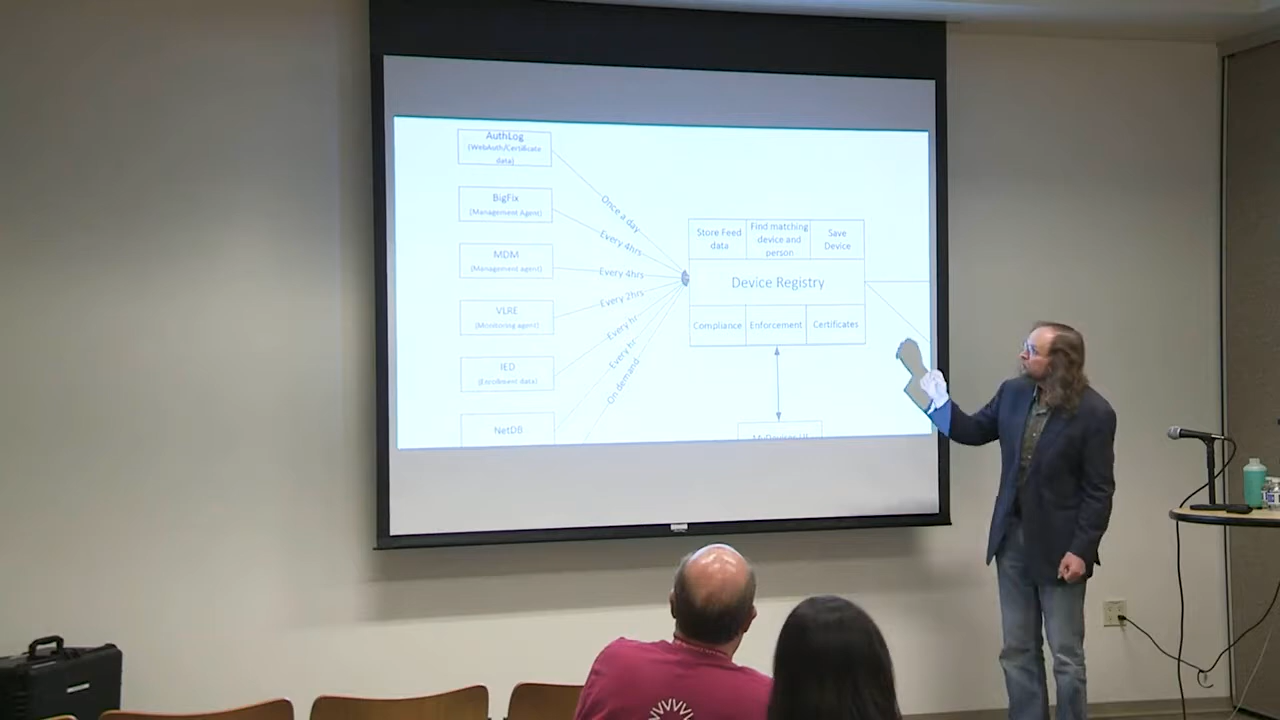 AuthLog
(WebAuth/Certificate
data)
BigFix
(Management Agent)
MDM
(Management agent)
VLRE
(Monitoring agent)
IED
(Enrollment data)
NetDB
Once a day
Every 4hrs
Every 4hrs
Every 2hrs
Every hr
Every hr
On demand
Store Feed
data
Find matching
device and
person
Save
Device
Device Registry
Compliance
Enforcement
Certificates